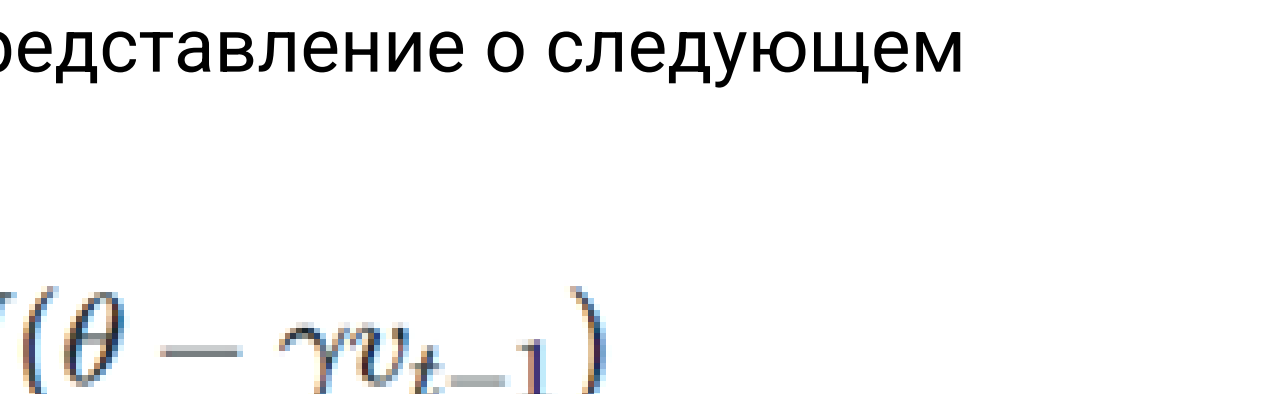 редставление о следующем
(θ − γv_{t−1})